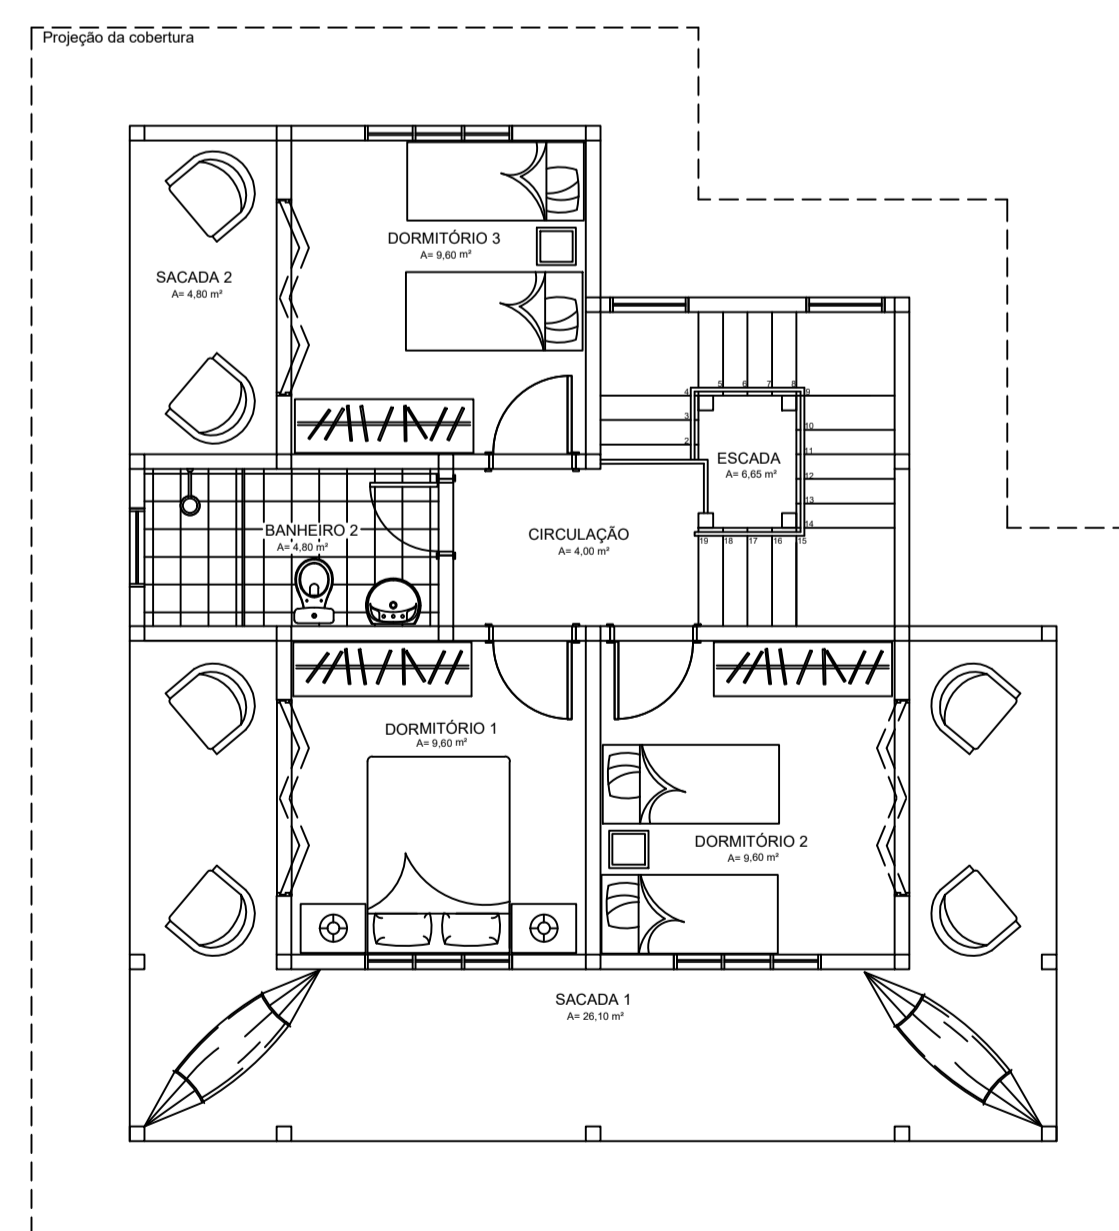 Projeção da cobertura
DORMITÓRIO 3
A= 9,60 m²
SACADA 2
A= 4,80 m²
5 6 7 8
4 9
3 10
2 11
ESCADA
A= 6,65 m²
12
13
14
19 18 17 16 15
BANHEIRO 2
A= 4,80 m²
CIRCULAÇÃO
A= 4,00 m²
DORMITÓRIO 1
A= 9,60 m²
DORMITÓRIO 2
A= 9,60 m²
SACADA 1
A= 26,10 m²